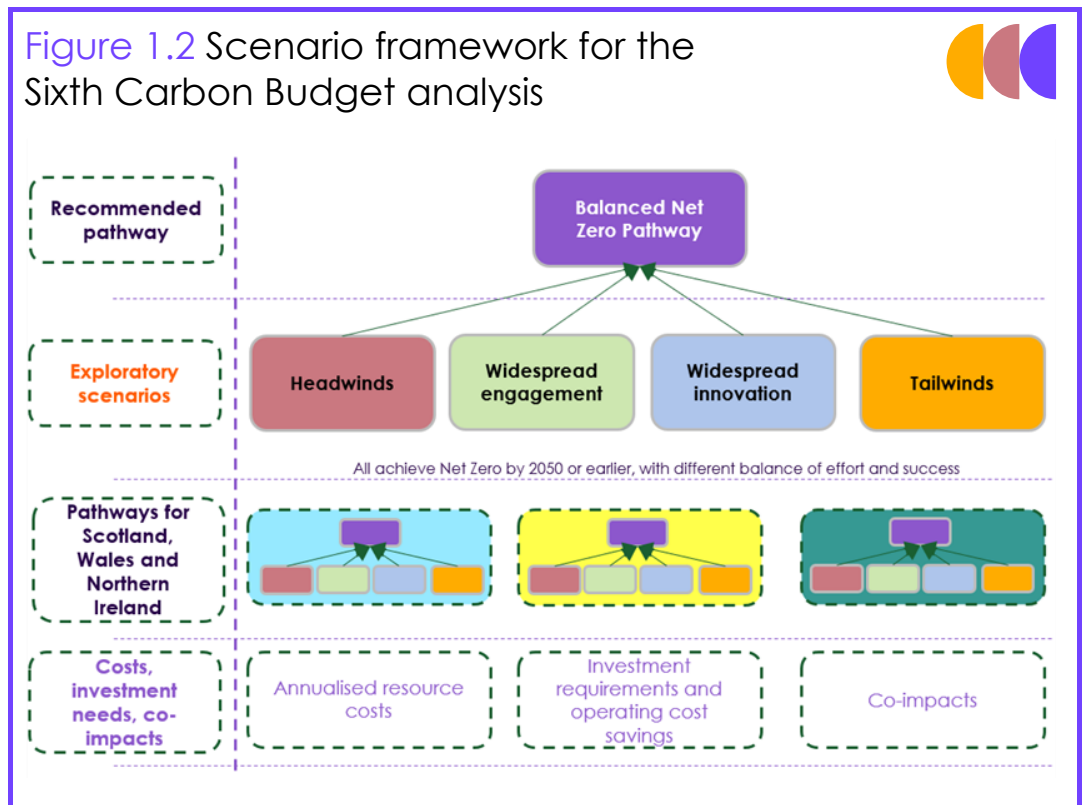 Figure 1.2 Scenario framework for the
Sixth Carbon Budget analysis
Recommended
pathway
Balanced Net
Zero Pathway
Exploratory
scenarios
Headwinds
Widespread
engagement
Widespread
innovation
Tailwinds
All achieve Net Zero by 2050 or earlier, with different balance of effort and success
Pathways for
Scotland,
Wales and
Northern
Ireland
Costs,
investment
needs, co-
impacts
Annualised resource
costs
Investment
requirements and
operating cost
savings
Co-impacts